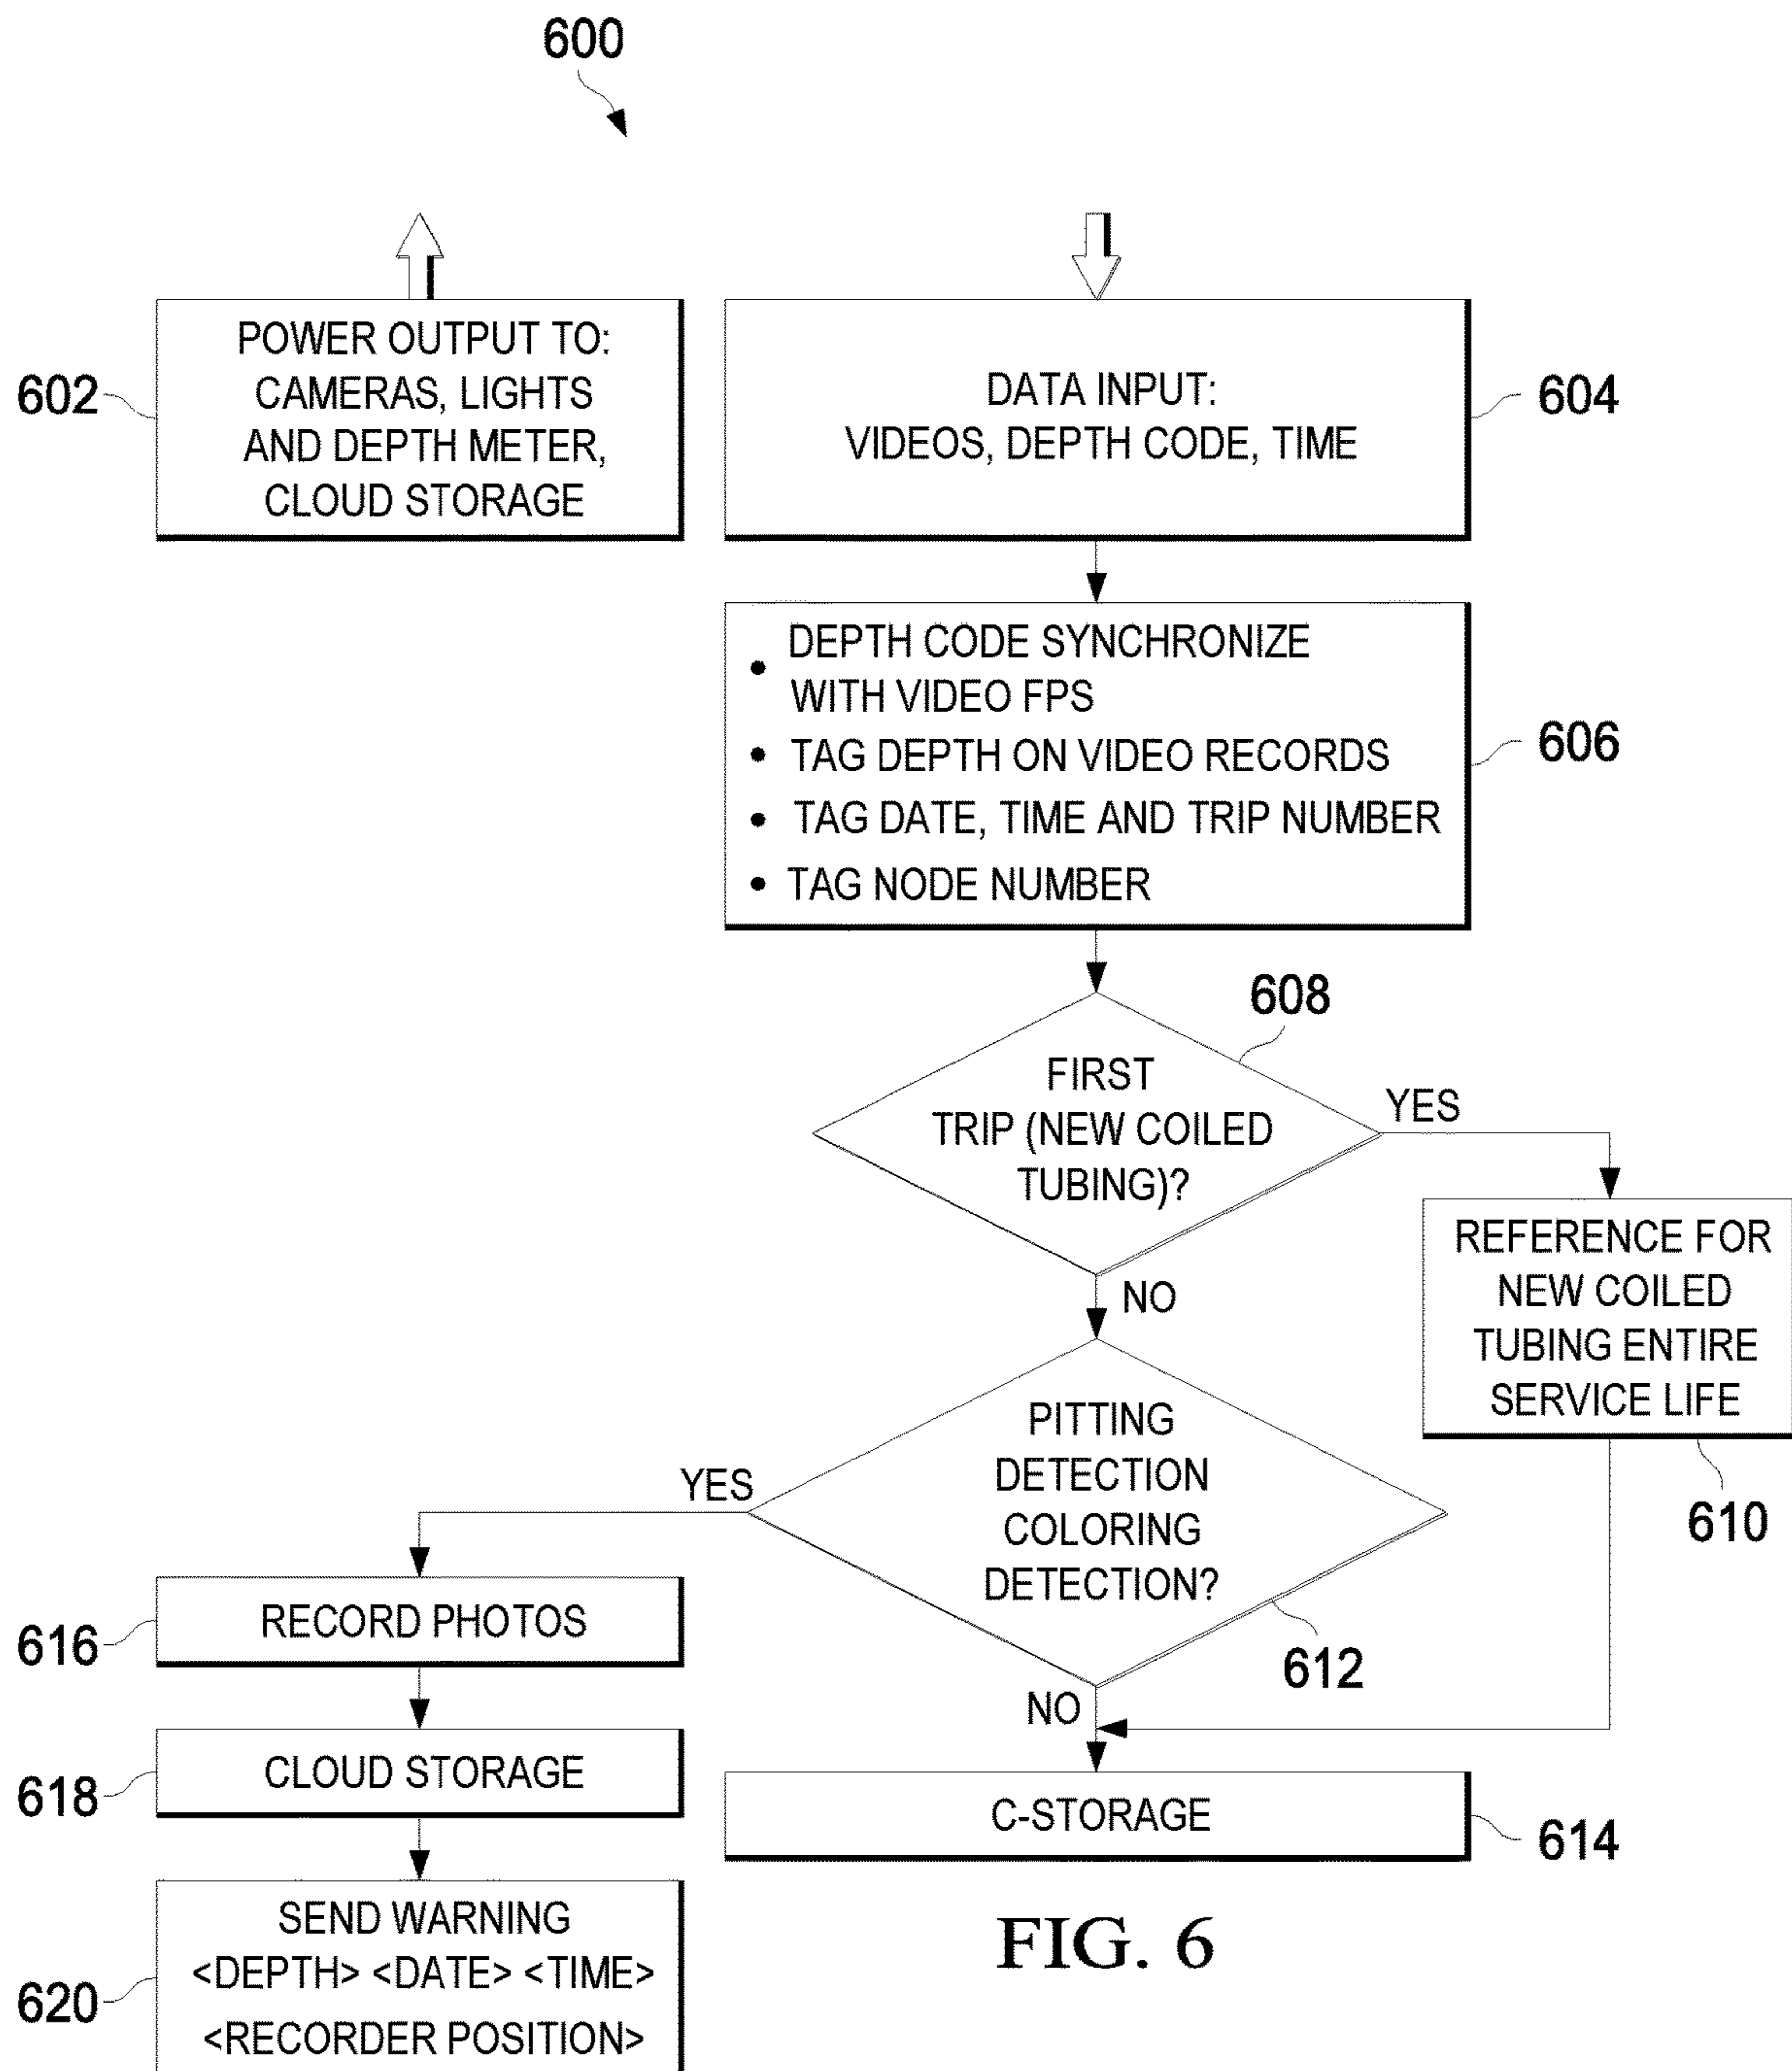 600
602
POWER OUTPUT TO:
CAMERAS, LIGHTS
AND DEPTH METER,
CLOUD STORAGE
DATA INPUT:
VIDEOS, DEPTH CODE, TIME
604
• DEPTH CODE SYNCHRONIZE
WITH VIDEO FPS
• TAG DEPTH ON VIDEO RECORDS
• TAG DATE, TIME AND TRIP NUMBER
• TAG NODE NUMBER
606
608
FIRST
TRIP (NEW COILED
TUBING)?
YES
NO
REFERENCE FOR
NEW COILED
TUBING ENTIRE
SERVICE LIFE
610
PITTING
DETECTION
COLORING
DETECTION?
YES
612
NO
616
RECORD PHOTOS
618
CLOUD STORAGE
C-STORAGE
614
620
SEND WARNING
<DEPTH> <DATE> <TIME>
<RECORDER POSITION>
FIG. 6